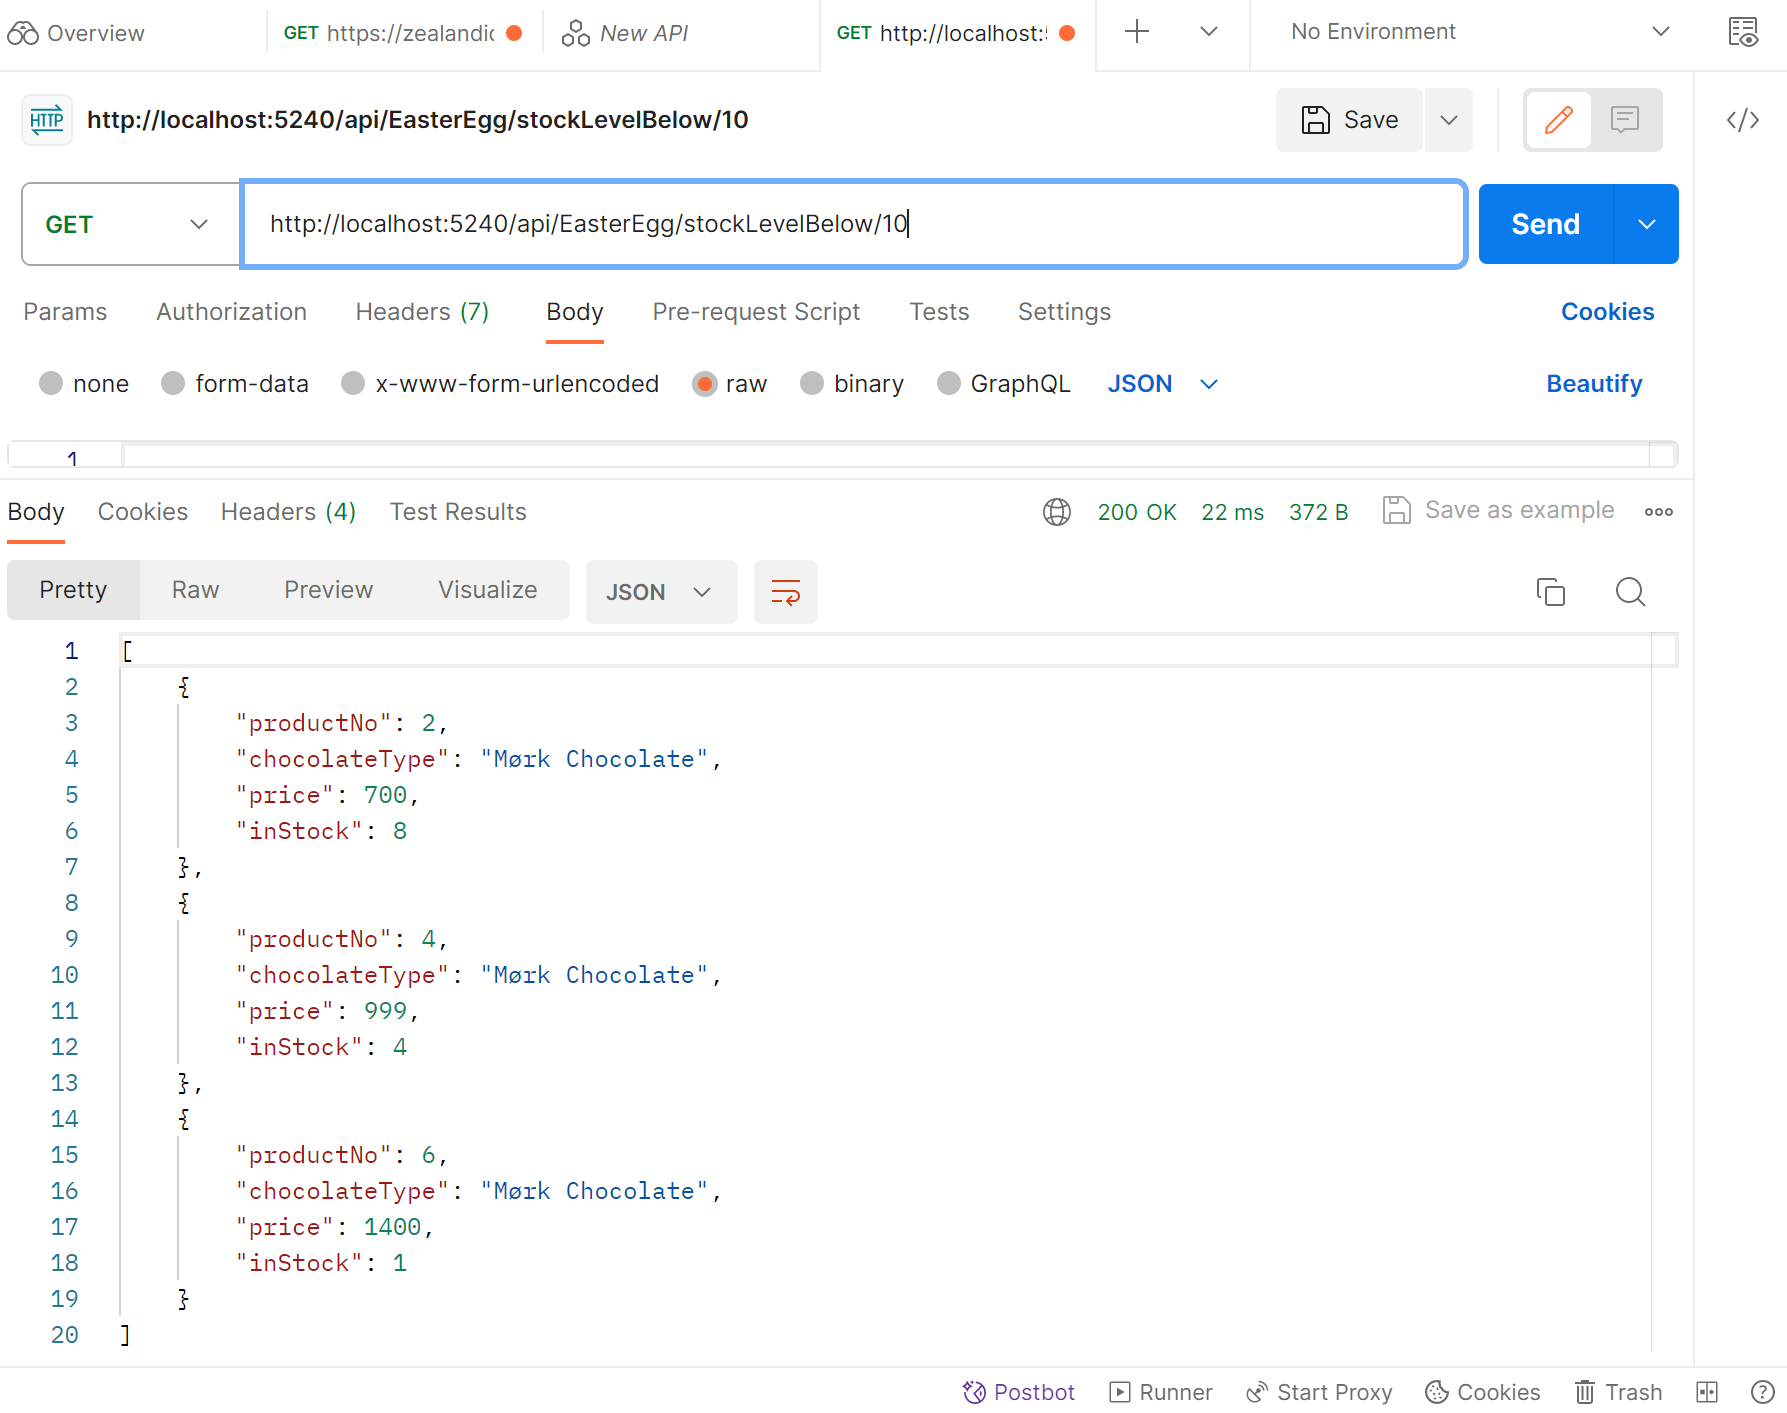 Overview
GET https://zealandic
New API
GET http://localhost:5
No Environment
HTTP
http://localhost:5240/api/EasterEgg/stockLevelBelow/10
Save
GET
http://localhost:5240/api/EasterEgg/stockLevelBelow/10
Send
Params Authorization Headers (7) Body Pre-request Script Tests Settings Cookies
none form-data x-www-form-urlencoded raw binary GraphQL JSON Beautify
1
Body Cookies Headers (4) Test Results 200 OK 22 ms 372 B Save as example
Pretty Raw Preview Visualize JSON
1 [
2 {
3 "productNo": 2,
4 "chocolateType": "Mørk Chocolate",
5 "price": 700,
6 "inStock": 8
7 },
8 {
9 "productNo": 4,
10 "chocolateType": "Mørk Chocolate",
11 "price": 999,
12 "inStock": 4
13 },
14 {
15 "productNo": 6,
16 "chocolateType": "Mørk Chocolate",
17 "price": 1400,
18 "inStock": 1
19 }
20 ]
Postbot Runner Start Proxy Cookies Trash